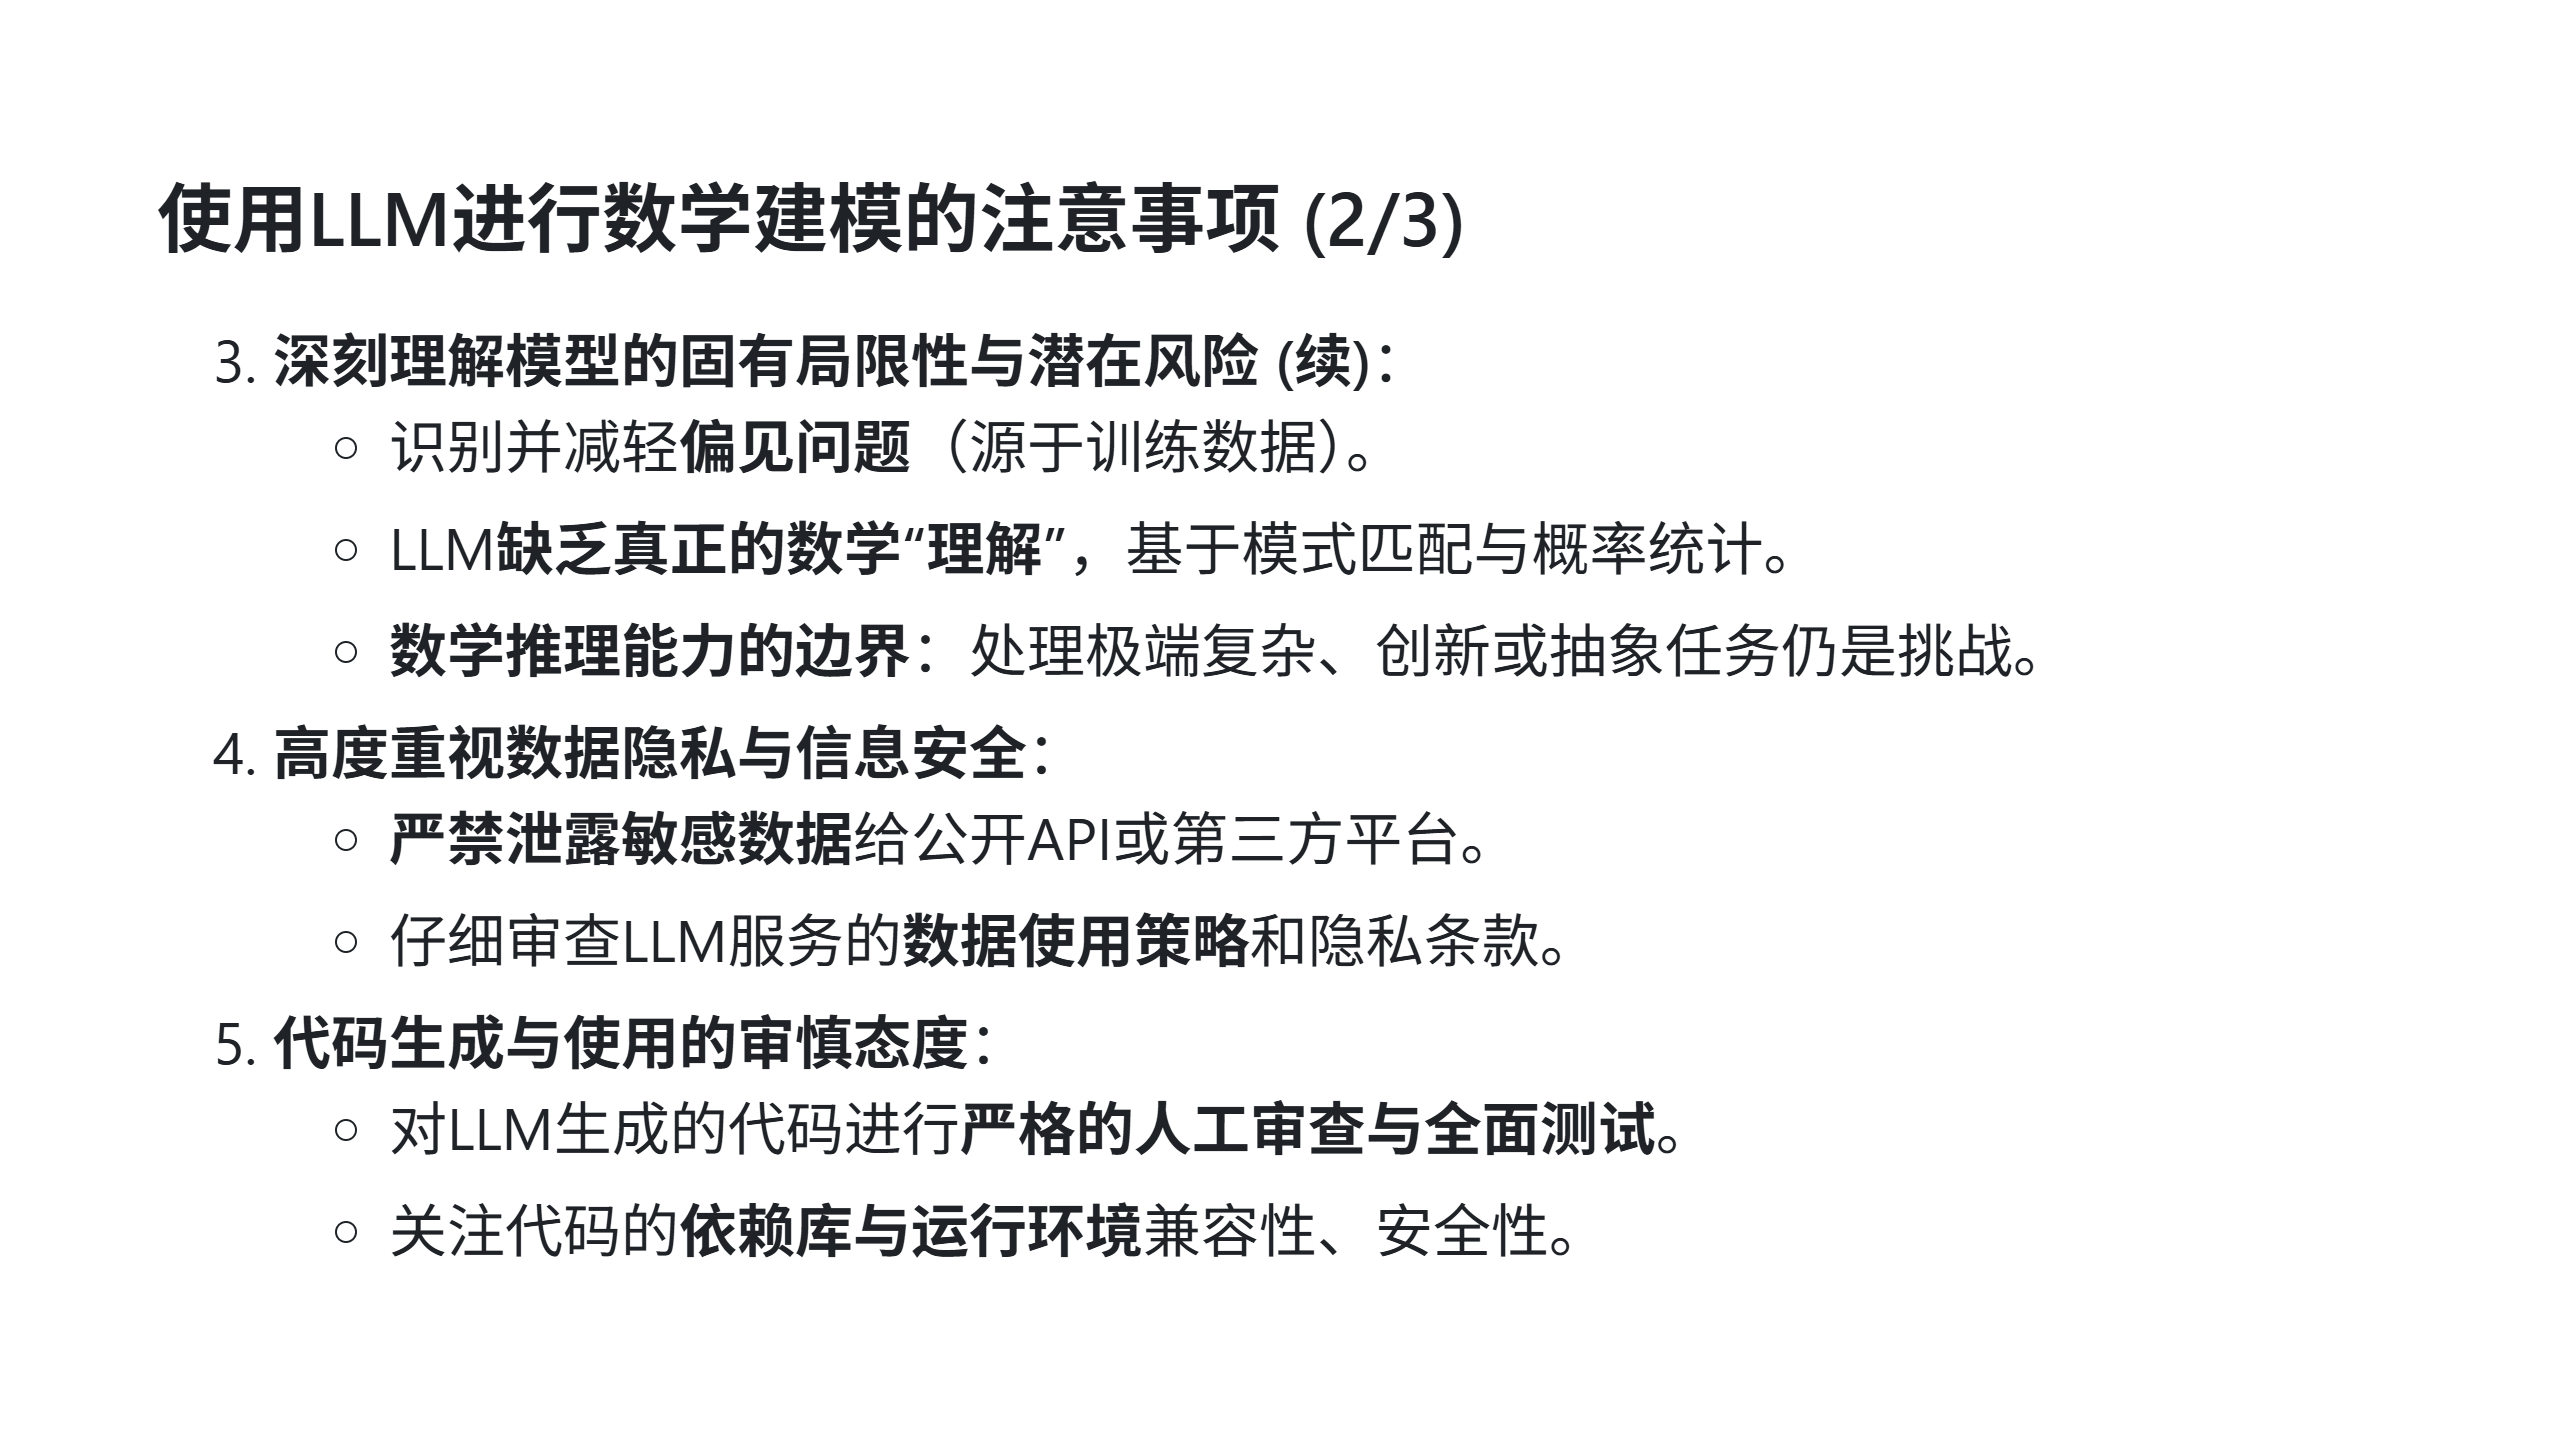 使用LLM进行数学建模的注意事项 (2/3)
3. 深刻理解模型的固有局限性与潜在风险 (续)：
○ 识别并减轻偏见问题（源于训练数据）。
○ LLM缺乏真正的数学“理解”，基于模式匹配与概率统计。
○ 数学推理能力的边界：处理极端复杂、创新或抽象任务仍是挑战。
4. 高度重视数据隐私与信息安全：
○ 严禁泄露敏感数据给公开API或第三方平台。
○ 仔细审查LLM服务的数据使用策略和隐私条款。
5. 代码生成与使用的审慎态度：
○ 对LLM生成的代码进行严格的人工审查与全面测试。
○ 关注代码的依赖库与运行环境兼容性、安全性。